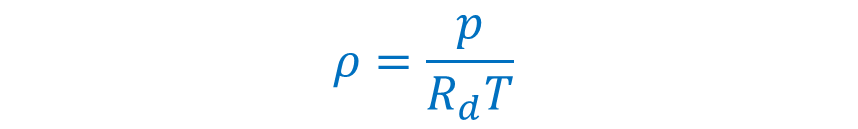 ρ = p / (R_d T)